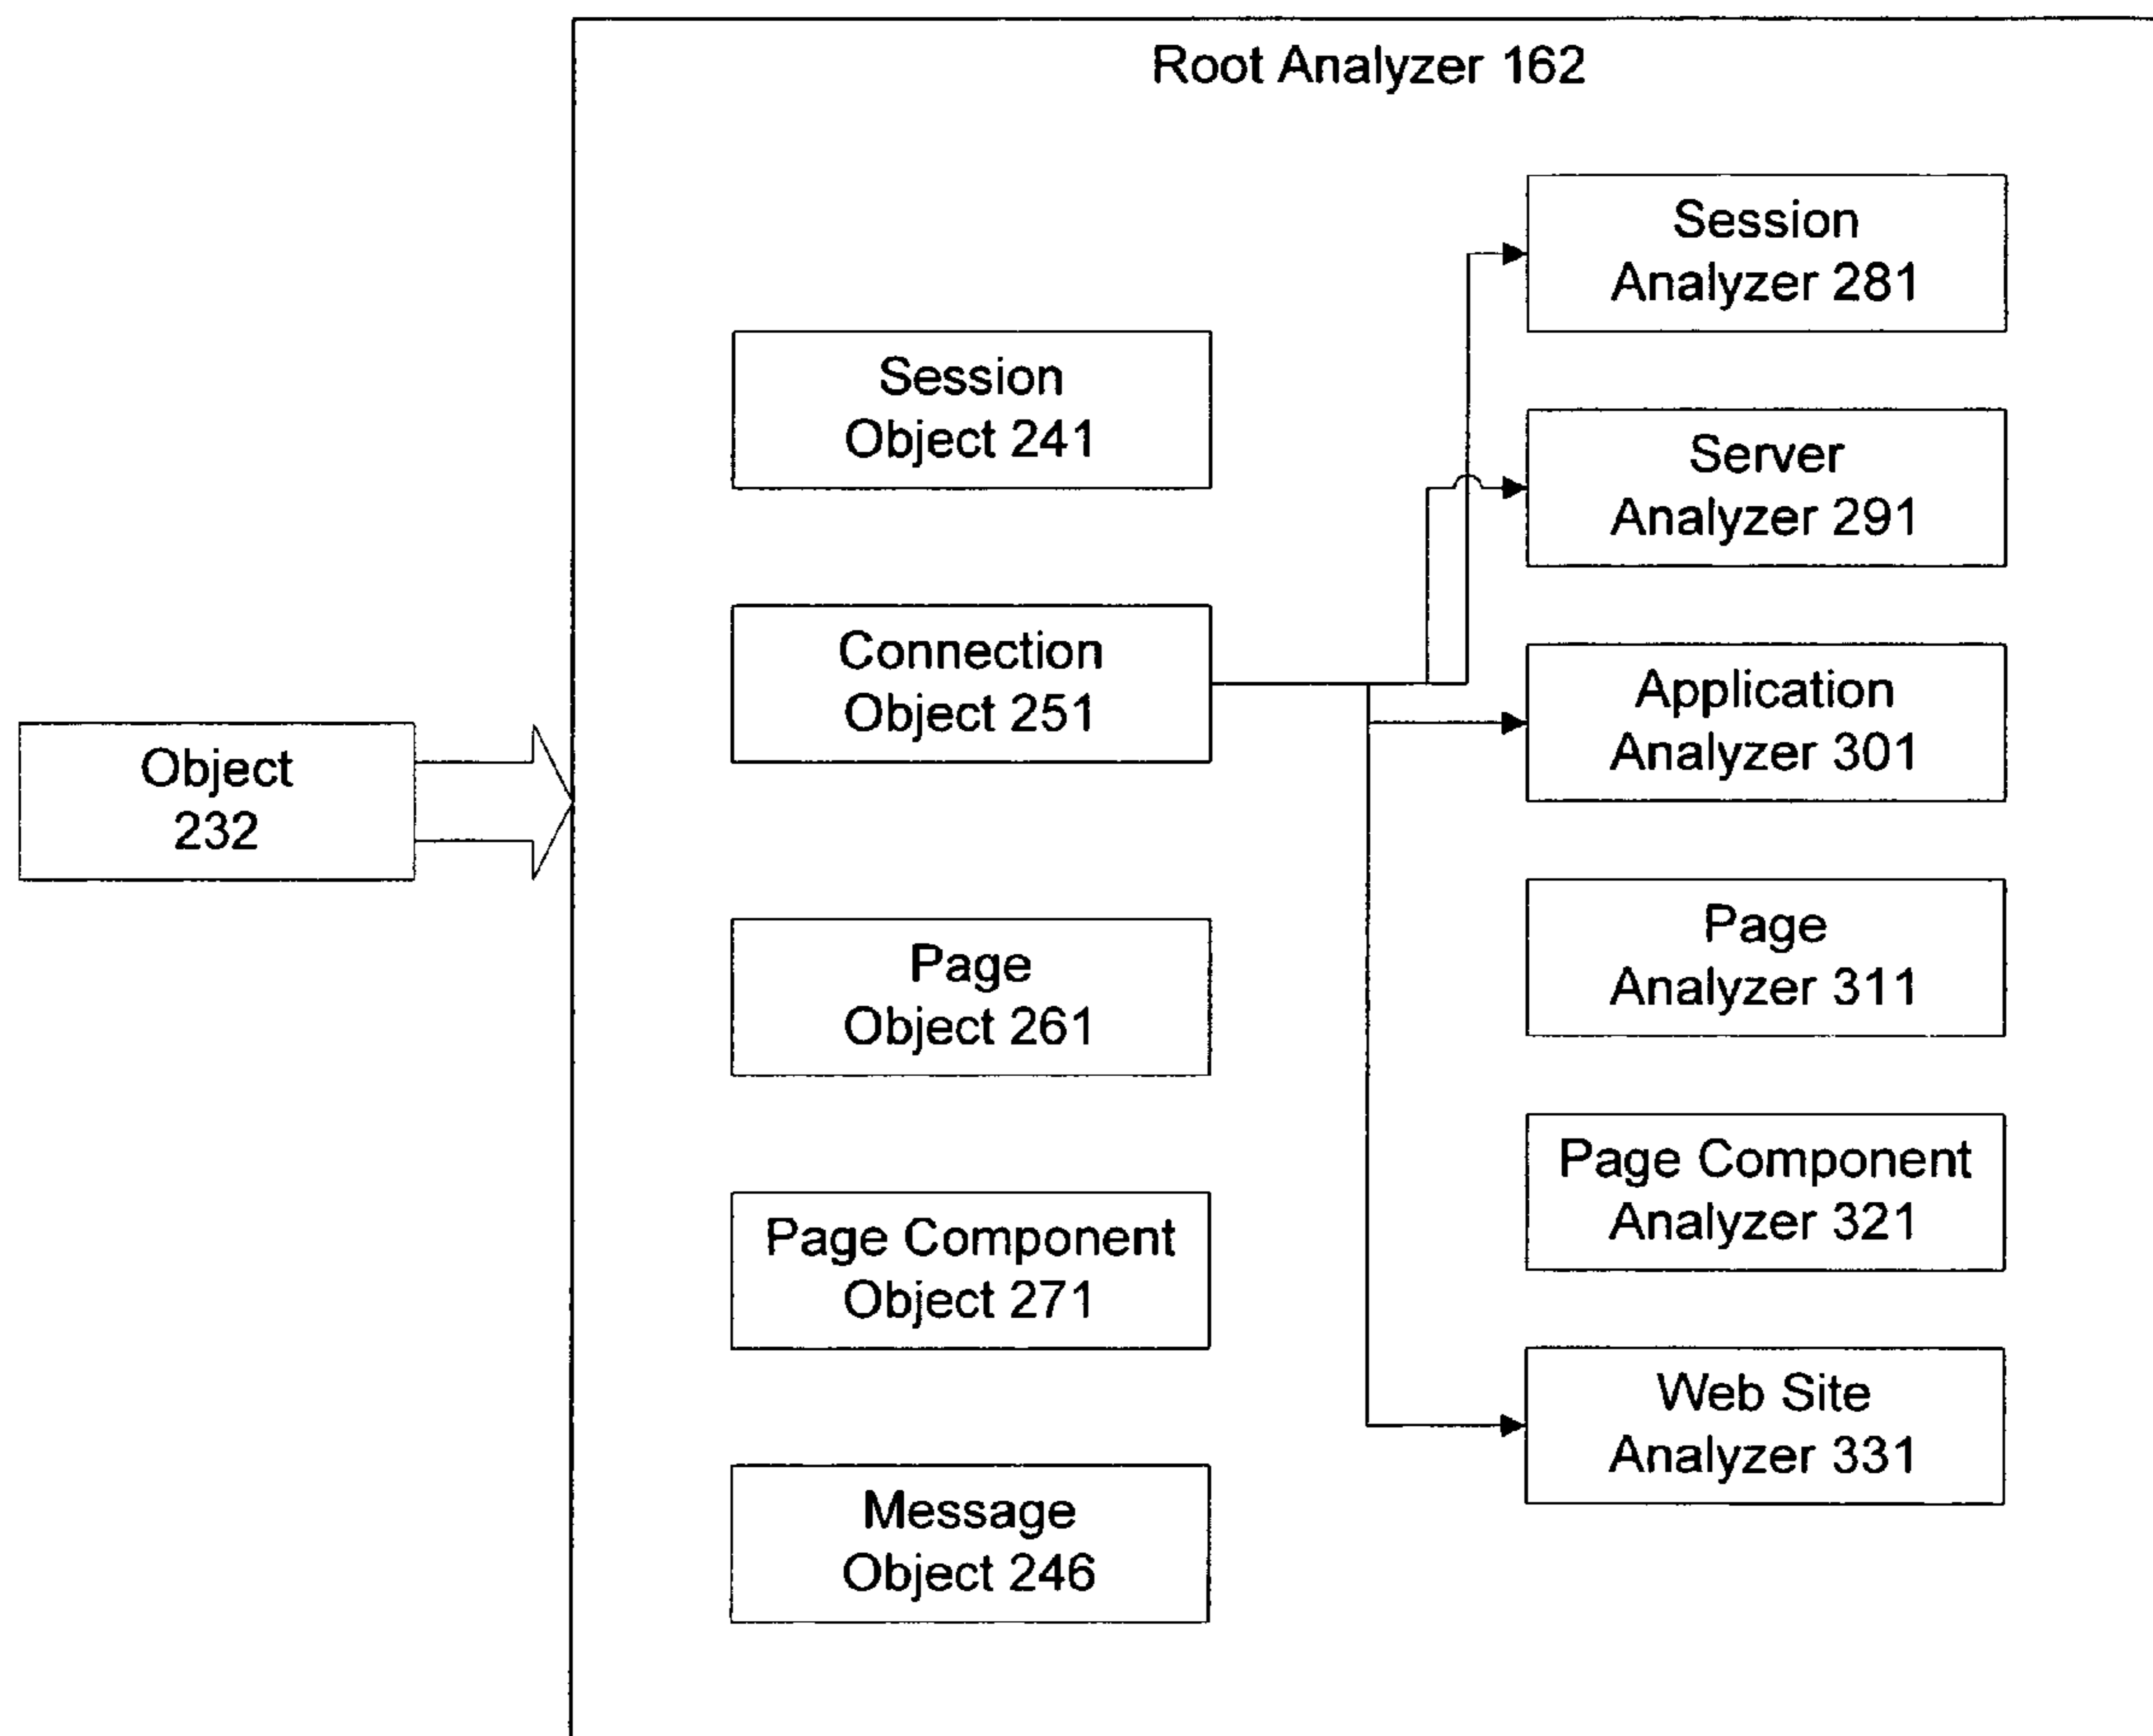 Root Analyzer 162
Session
Analyzer 281
Session
Object 241
Server
Analyzer 291
Connection
Object 251
Application
Analyzer 301
Object
232
Page
Object 261
Page
Analyzer 311
Page Component
Analyzer 321
Page Component
Object 271
Web Site
Analyzer 331
Message
Object 246